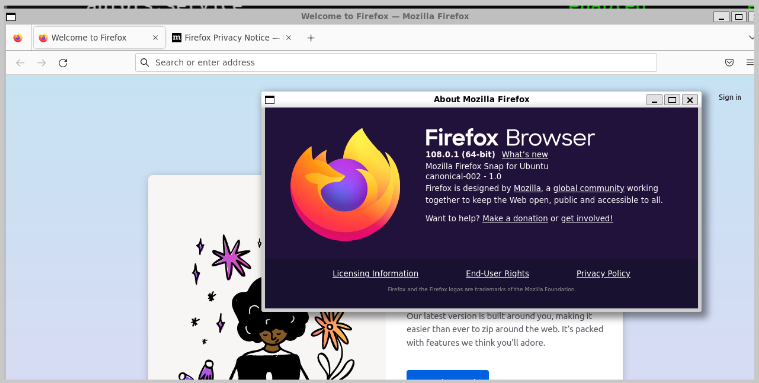 Welcome to Firefox — Mozilla Firefox
Welcome to Firefox
Firefox Privacy Notice —
Search or enter address
Sign in
About Mozilla Firefox
Firefox Browser
108.0.1 (64-bit) What's new
Mozilla Firefox Snap for Ubuntu
canonical-002 - 1.0
Firefox is designed by Mozilla, a global community working
together to keep the Web open, public and accessible to all.
Want to help? Make a donation or get involved!
Licensing Information End-User Rights Privacy Policy
Firefox and the Firefox logos are trademarks of the Mozilla Foundation.
Our latest version is built around you, making it
easier than ever to zip around the web. It's packed
with features we think you'll adore.